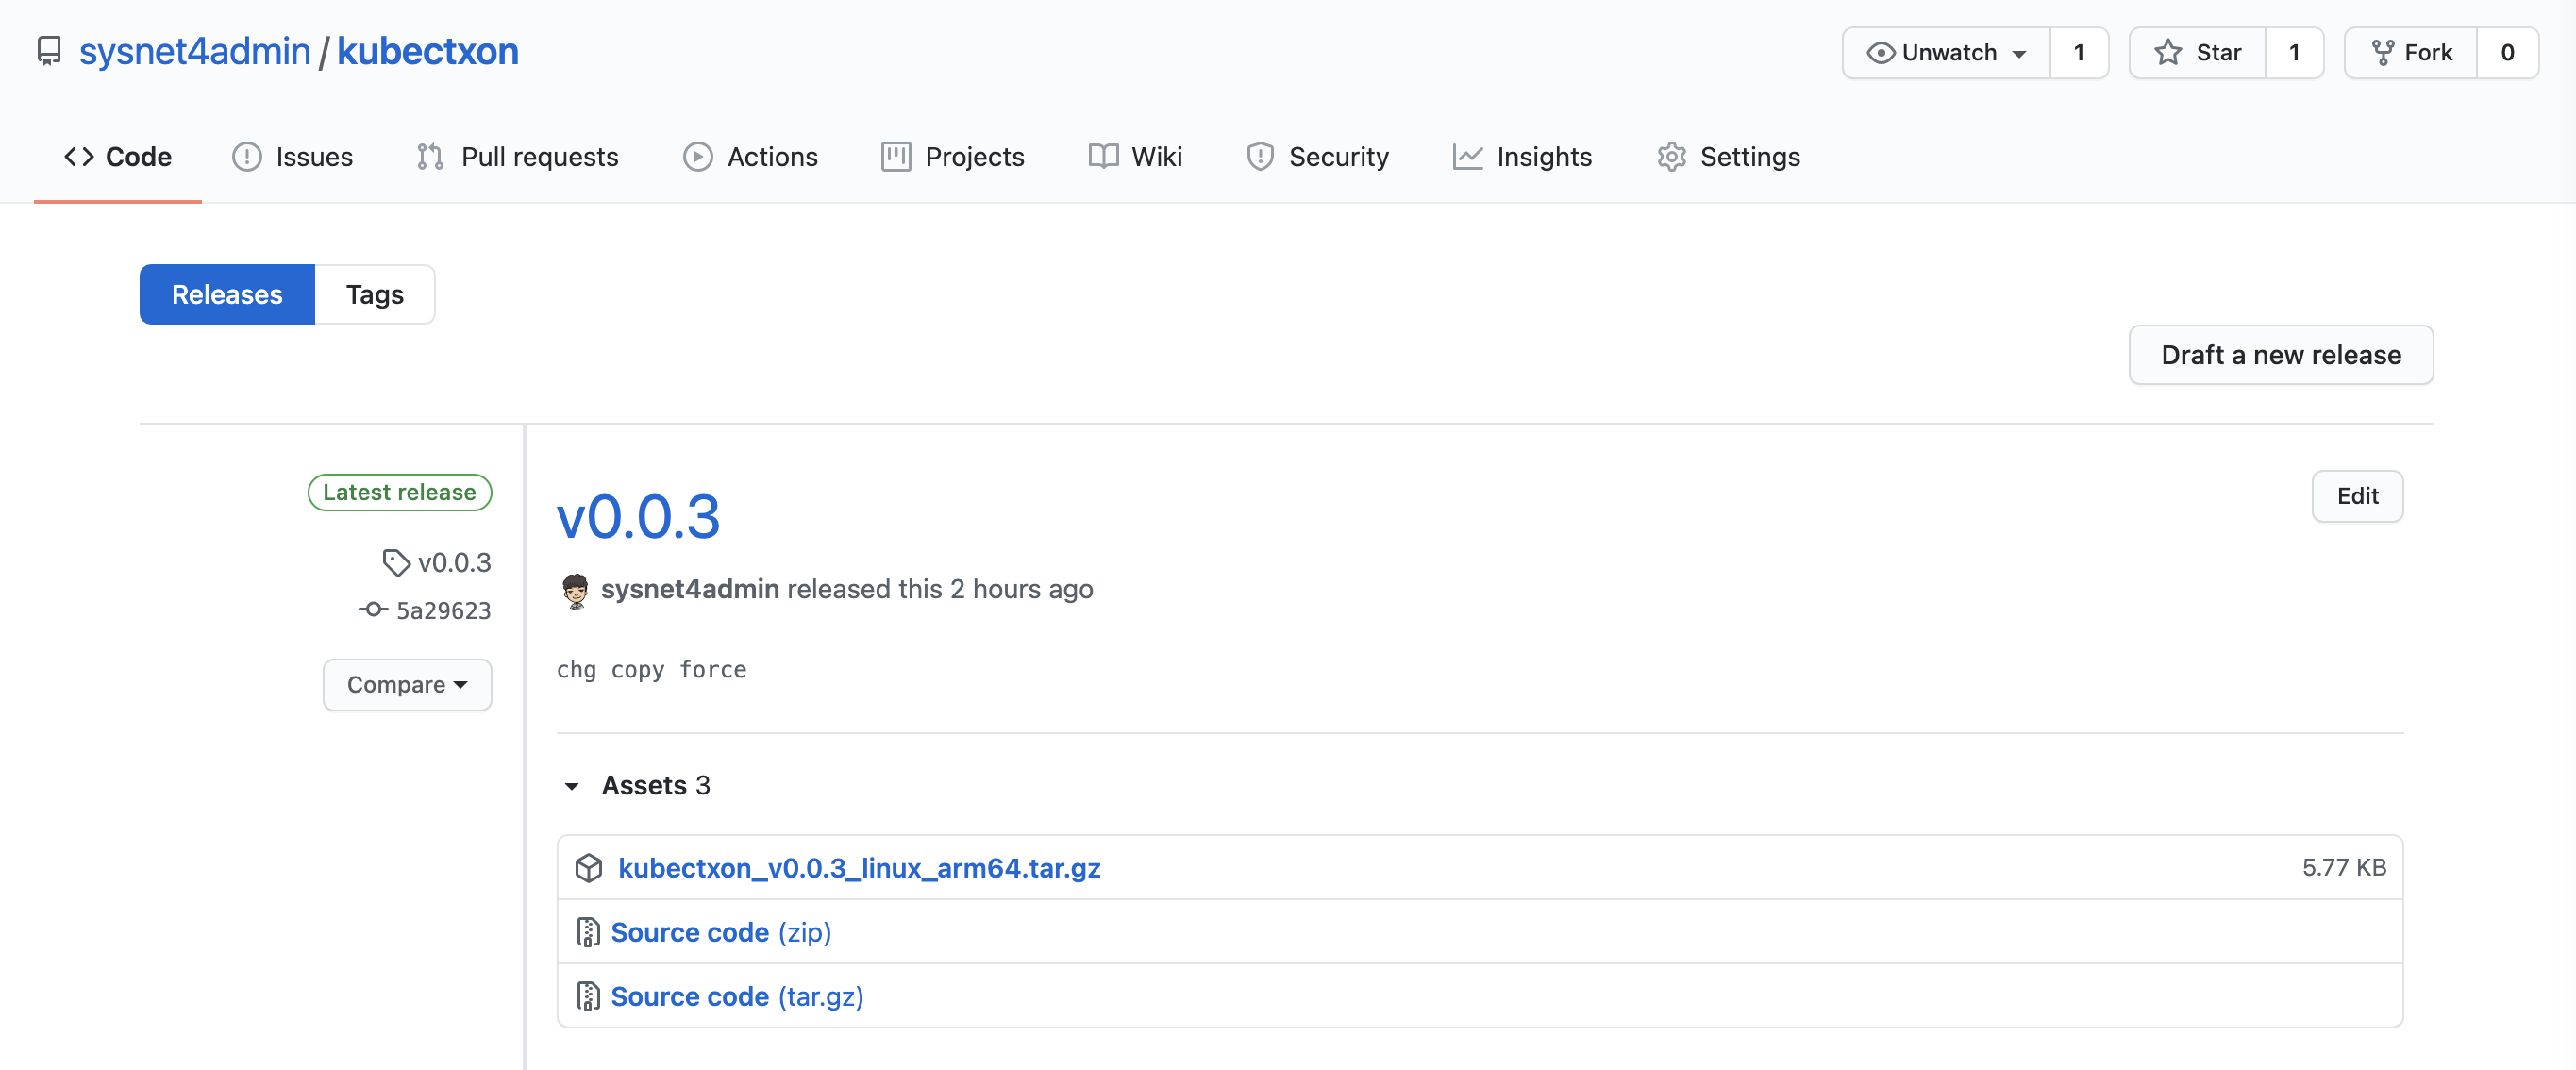 sysnet4admin / kubectxon
Unwatch 1 Star 1 Fork 0
Code Issues Pull requests Actions Projects Wiki Security Insights Settings
Releases Tags
Draft a new release
Latest release
v0.0.3
5a29623
Compare
v0.0.3
Edit
sysnet4admin released this 2 hours ago
chg copy force
Assets 3
kubectxon_v0.0.3_linux_arm64.tar.gz 5.77 KB
Source code (zip)
Source code (tar.gz)